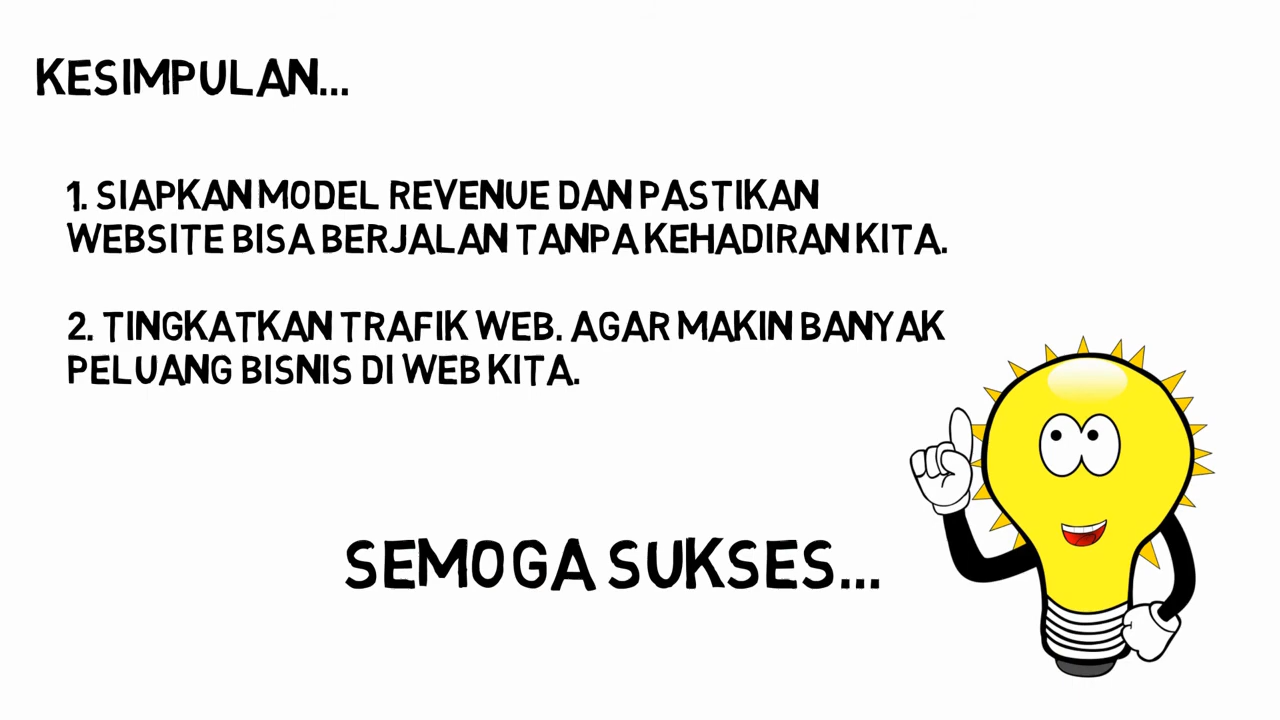 KESIMPULAN...
1. SIAPKAN MODEL REVENUE DAN PASTIKAN
WEBSITE BISA BERJALAN TANPA KEHADIRAN KITA.
2. TINGKATKAN TRAFIK WEB. AGAR MAKIN BANYAK
PELUANG BISNIS DI WEB KITA.
SEMOGA SUKSES...